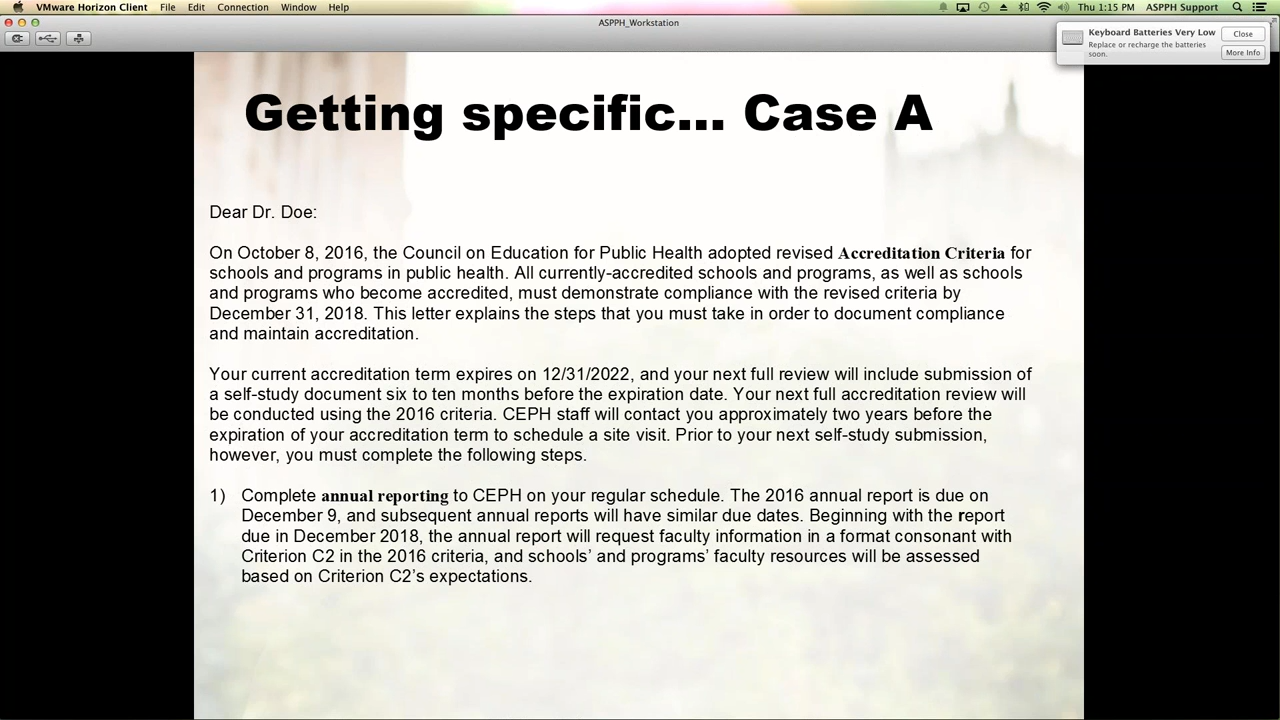 VMware Horizon Client File Edit Connection Window Help Thu 1:15 PM ASPPH Support
ASPPH_Workstation
Keyboard Batteries Very Low
Replace or recharge the batteries
soon.
Close
More Info
Getting specific... Case A
Dear Dr. Doe:
On October 8, 2016, the Council on Education for Public Health adopted revised Accreditation Criteria for
schools and programs in public health. All currently-accredited schools and programs, as well as schools
and programs who become accredited, must demonstrate compliance with the revised criteria by
December 31, 2018. This letter explains the steps that you must take in order to document compliance
and maintain accreditation.
Your current accreditation term expires on 12/31/2022, and your next full review will include submission of
a self-study document six to ten months before the expiration date. Your next full accreditation review will
be conducted using the 2016 criteria. CEPH staff will contact you approximately two years before the
expiration of your accreditation term to schedule a site visit. Prior to your next self-study submission,
however, you must complete the following steps.
1) Complete annual reporting to CEPH on your regular schedule. The 2016 annual report is due on
December 9, and subsequent annual reports will have similar due dates. Beginning with the report
due in December 2018, the annual report will request faculty information in a format consonant with
Criterion C2 in the 2016 criteria, and schools’ and programs’ faculty resources will be assessed
based on Criterion C2’s expectations.